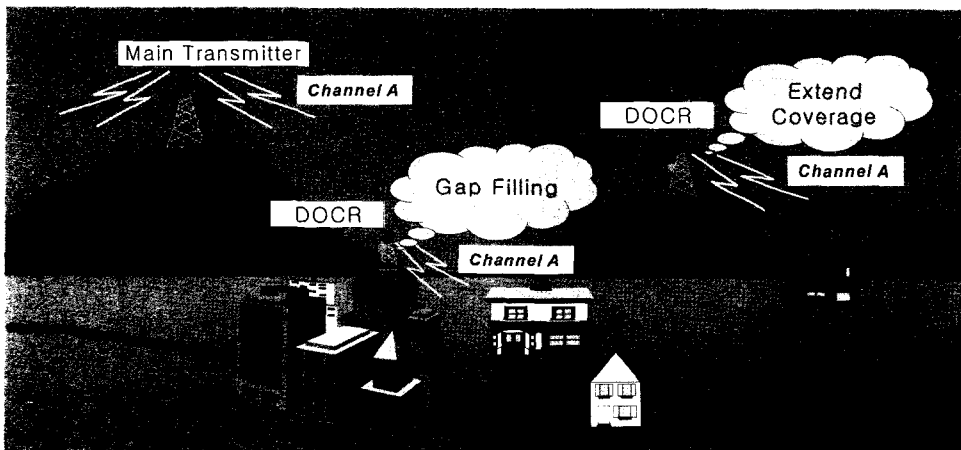 Main Transmitter
Channel A
DOCR
Extend
Coverage
Channel A
Gap Filling
DOCR
Channel A